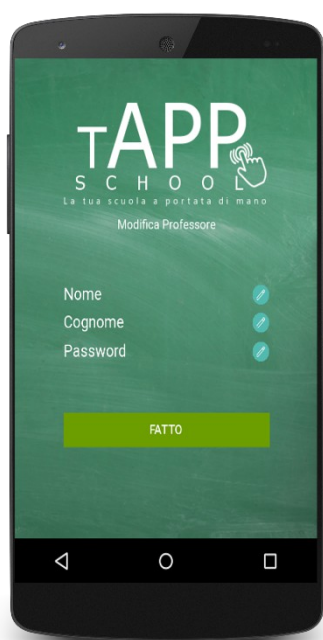 TAPP
SCHOOL
La tua scuola a portata di mano
Modifica Professore
Nome
Cognome
Password
FATTO